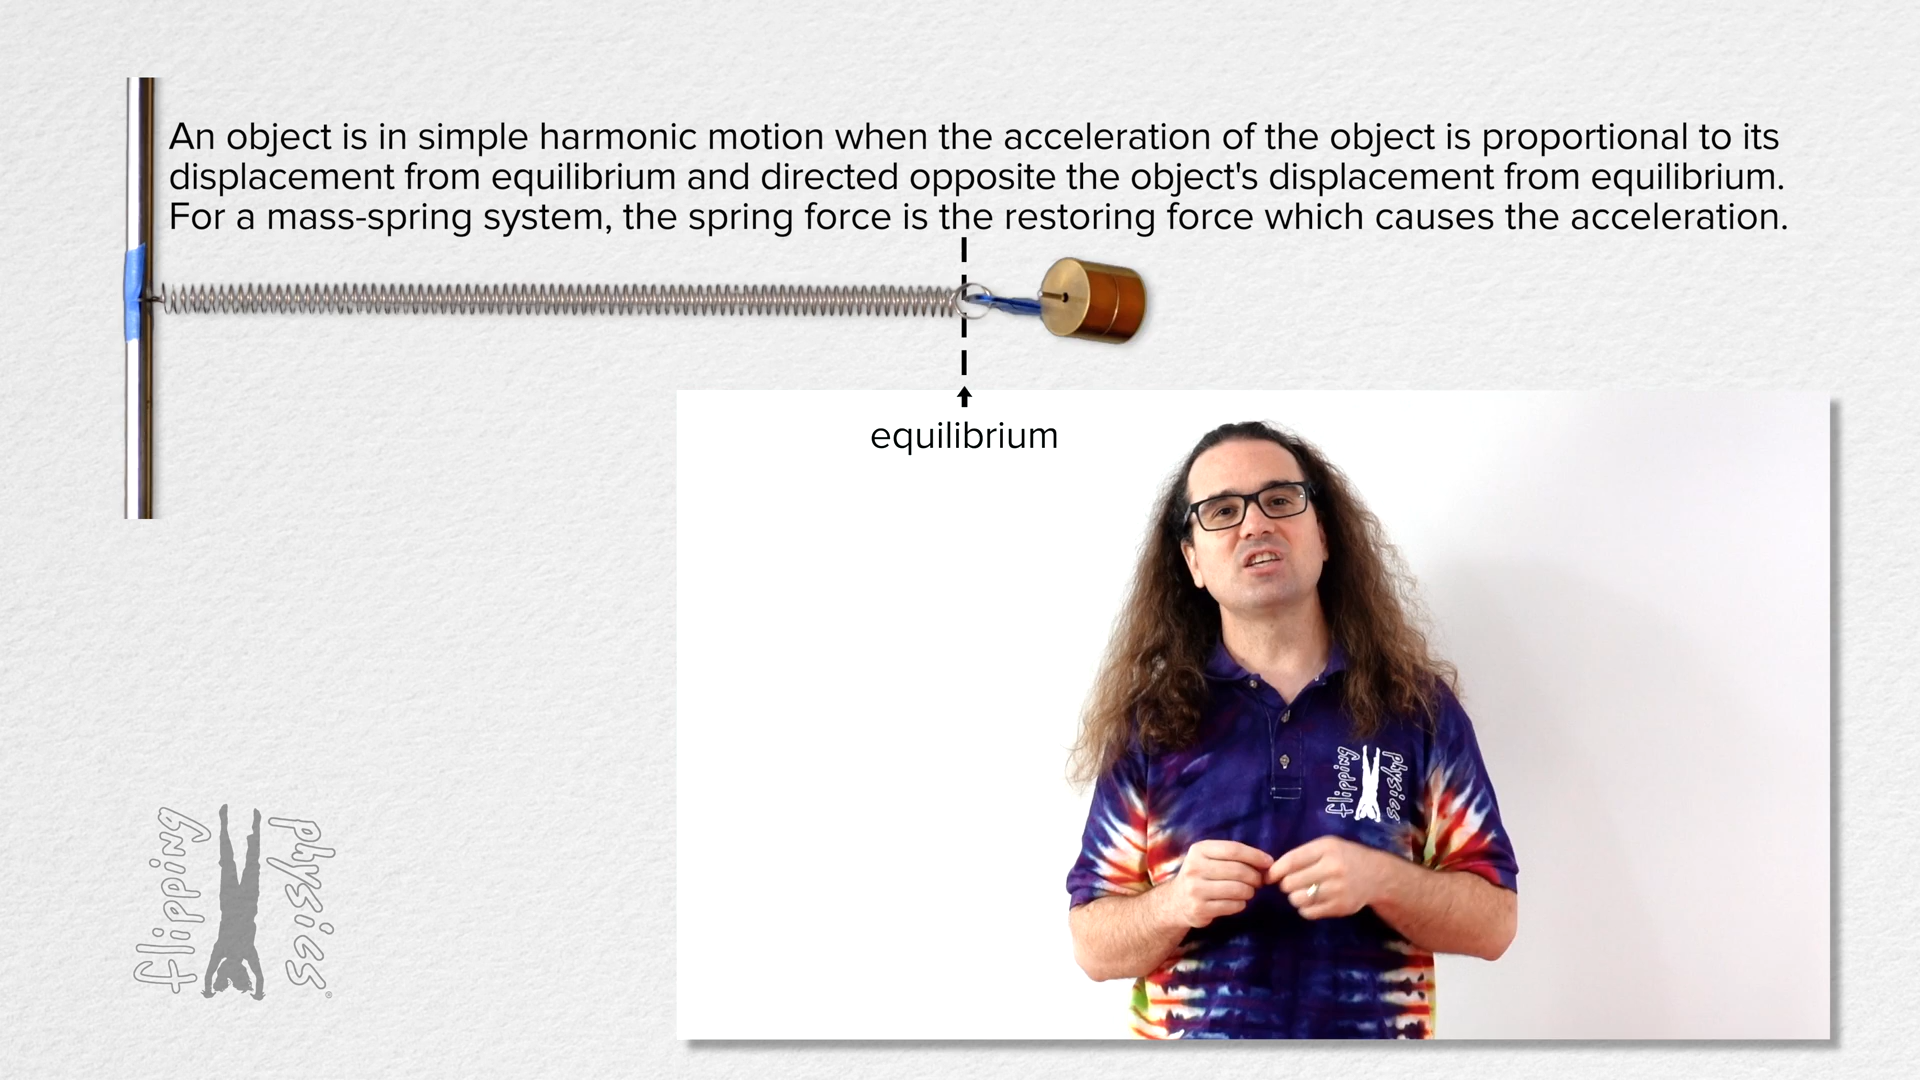 An object is in simple harmonic motion when the acceleration of the object is proportional to its
displacement from equilibrium and directed opposite the object's displacement from equilibrium.
For a mass-spring system, the spring force is the restoring force which causes the acceleration.
equilibrium
flipping
physics
®
flipping
physics